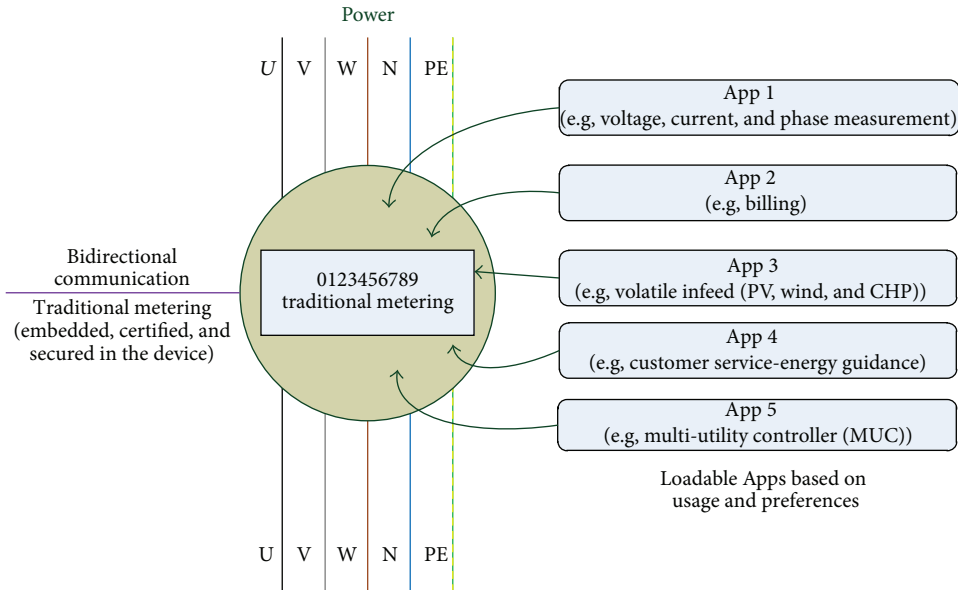 Power
U V W N PE
App 1
(e.g, voltage, current, and phase measurement)
App 2
(e.g, billing)
Bidirectional
communication
Traditional metering
(embedded, certified, and
secured in the device)
0123456789
traditional metering
App 3
(e.g, volatile infeed (PV, wind, and CHP))
App 4
(e.g, customer service-energy guidance)
App 5
(e.g, multi-utility controller (MUC))
Loadable Apps based on
usage and preferences
U V W N PE